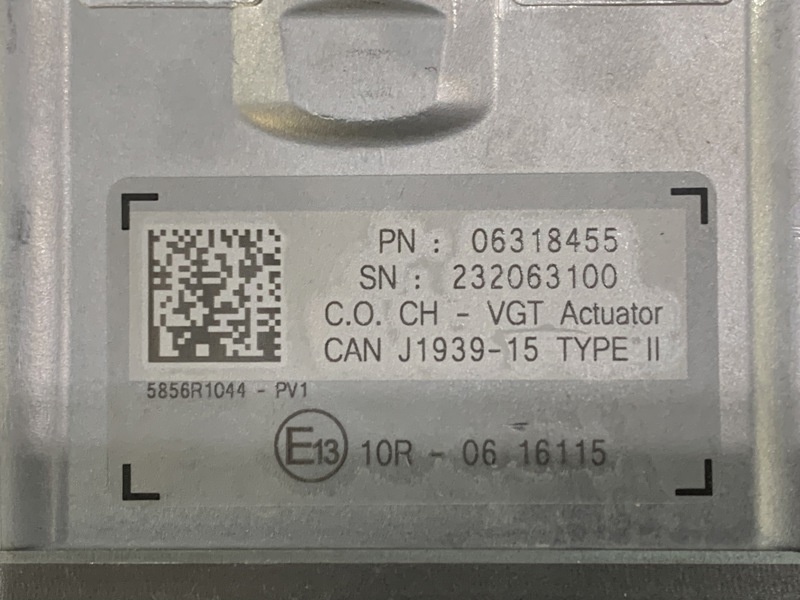 PN : 06318455
SN : 232063100
C.O. CH - VGT Actuator
CAN J1939-15 TYPE II
5856R1044 - PV1
E13 10R - 06 16115